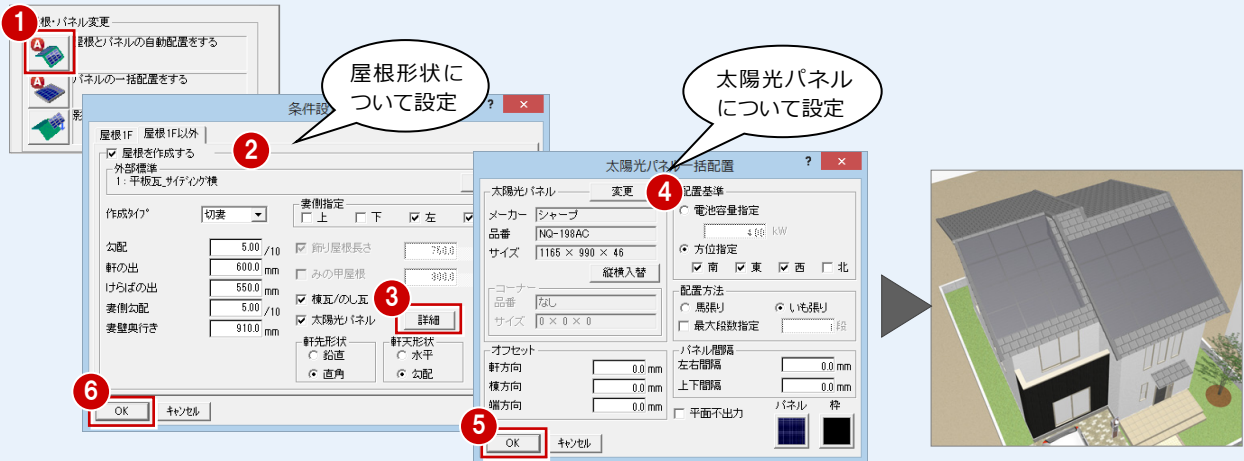 1
根・パネル変更
屋根とパネルの自動配置をする
パネルの一括配置をする
影
屋根形状に
ついて設定
条件設
?
×
屋根1F
屋根1F以外
2
屋根を作成する
外部標準
1:平板瓦_サイディング横
作成タイプ
切妻
妻側指定
上
下
左
勾配
5.00
/10
飾り屋根長さ
750.0
軒の出
600.0
mm
みの甲屋根
900.0
けらばの出
550.0
mm
棟瓦/のし瓦
3
妻側勾配
5.00
/10
太陽光パネル
詳細
妻壁奥行き
910.0
mm
軒先形状
鉛直
直角
軒天形状
水平
勾配
6
OK
キャンセル
太陽光パネル
について設定
太陽光パネル一括配置
?
×
4
太陽光パネル
変更
メーカー
シャープ
品番
NQ-198AC
サイズ
1165 × 990 × 46
縦横入替
コーナー
品番
なし
サイズ
0 × 0 × 0
オフセット
軒方向
0.0
mm
棟方向
0.0
mm
端方向
0.0
mm
配置基準
電池容量指定
4.00
kW
方位指定
南
東
西
北
配置方法
馬張り
いも張り
最大段数指定
1
段
パネル間隔
左右間隔
0.0
mm
上下間隔
0.0
mm
平面不出力
パネル
枠
5
OK
キャンセル